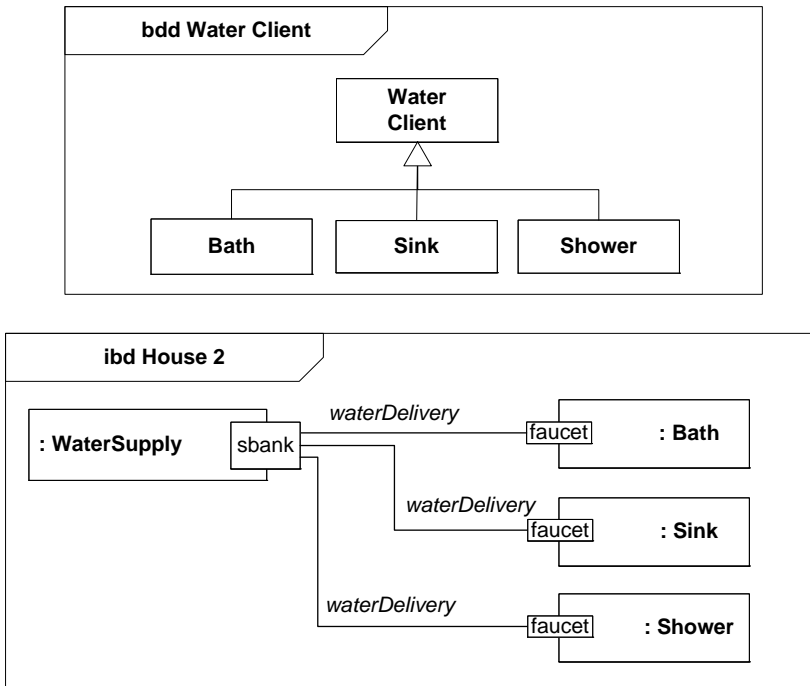 bdd Water Client
Water
Client
Bath
Sink
Shower
ibd House 2
: WaterSupply
sbank
waterDelivery
faucet
: Bath
waterDelivery
faucet
: Sink
waterDelivery
faucet
: Shower